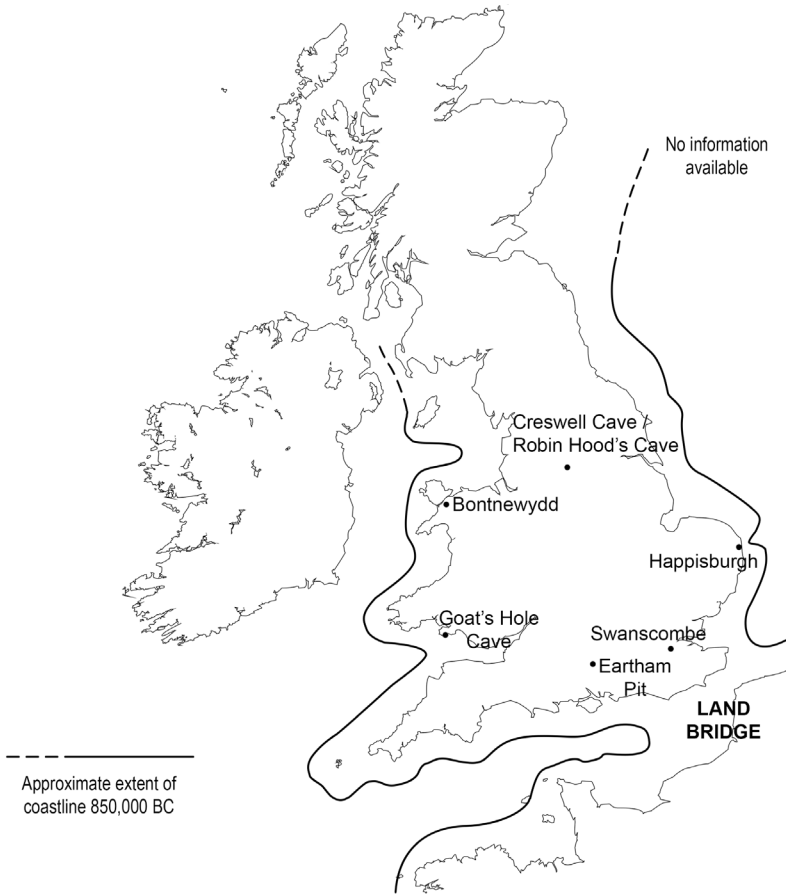 No information
available
Creswell Cave /
Robin Hood's Cave
Bontnewydd
Happisburgh
Goat's Hole
Cave
Swanscombe
Eartham
Pit
LAND
BRIDGE
Approximate extent of
coastline 850,000 BC